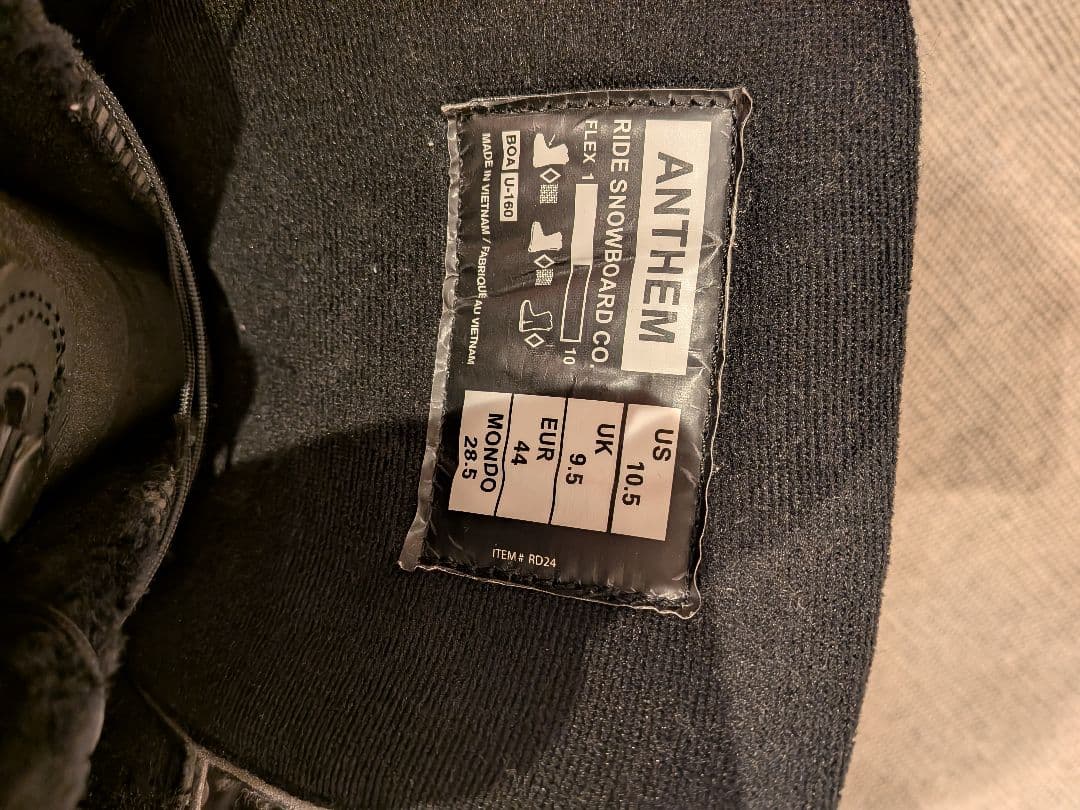 ANTHEM
RIDE SNOWBOARD CO.
FLEX 1 10
BOA U-160
MADE IN VIETNAM / FABRIQUE AU VIETNAM
US
10.5
UK
9.5
EUR
44
MONDO
28.5
ITEM# RD24